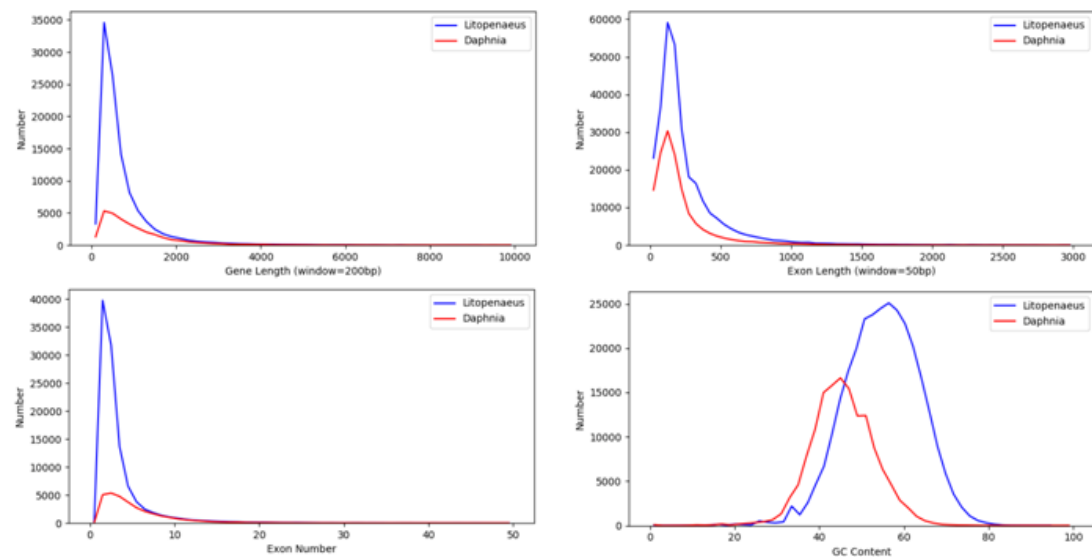 35000
30000
25000
20000
15000
10000
5000
0
Number
0 2000 4000 6000 8000 10000
Gene Length (window=200bp)
Litopenaeus
Daphnia
60000
50000
40000
30000
20000
10000
0
Number
0 500 1000 1500 2000 2500 3000
Exon Length (window=50bp)
Litopenaeus
Daphnia
40000
35000
30000
25000
20000
15000
10000
5000
0
Number
0 10 20 30 40 50
Exon Number
Litopenaeus
Daphnia
25000
20000
15000
10000
5000
0
Number
0 20 40 60 80 100
GC Content
Litopenaeus
Daphnia